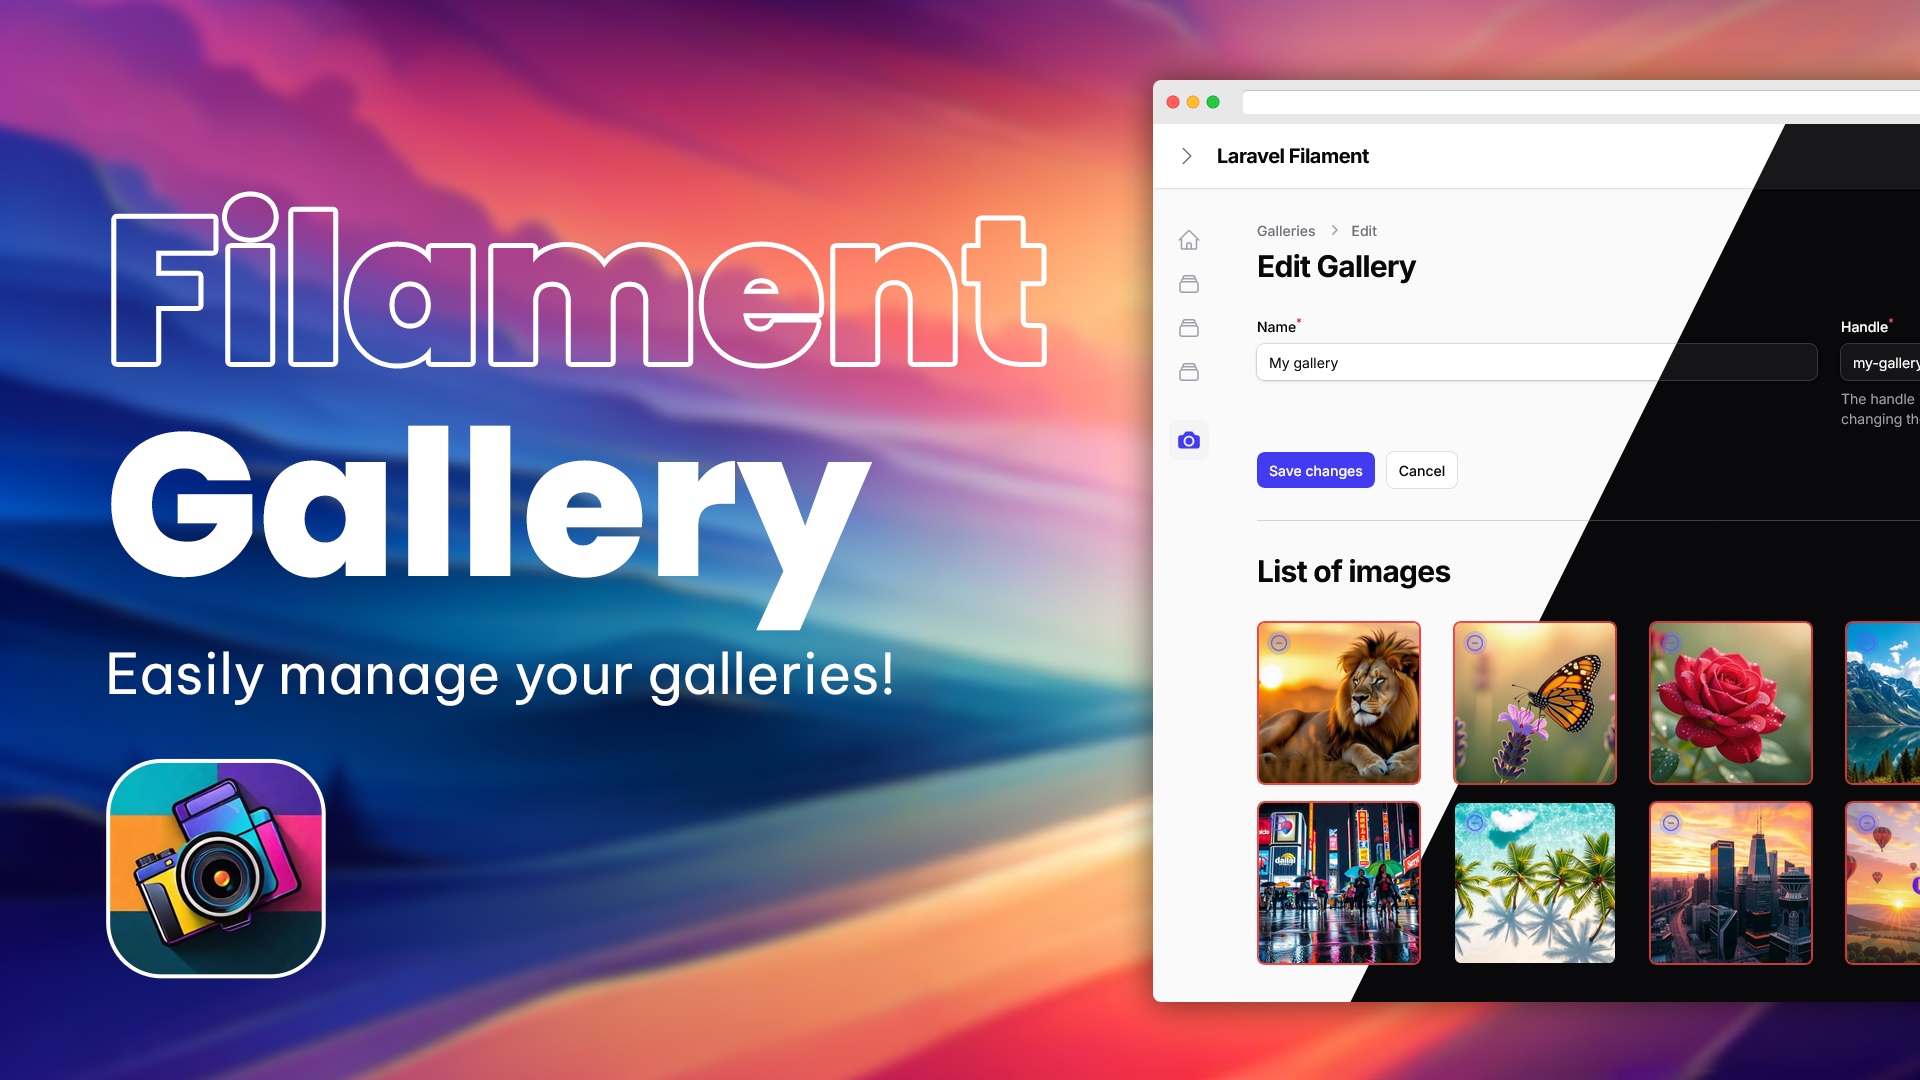 Filament
Gallery
Easily manage your galleries!
Laravel Filament
Galleries > Edit
Edit Gallery
Name*
My gallery
Handle*
my-gallery
The handle
changing th
Save changes
Cancel
List of images